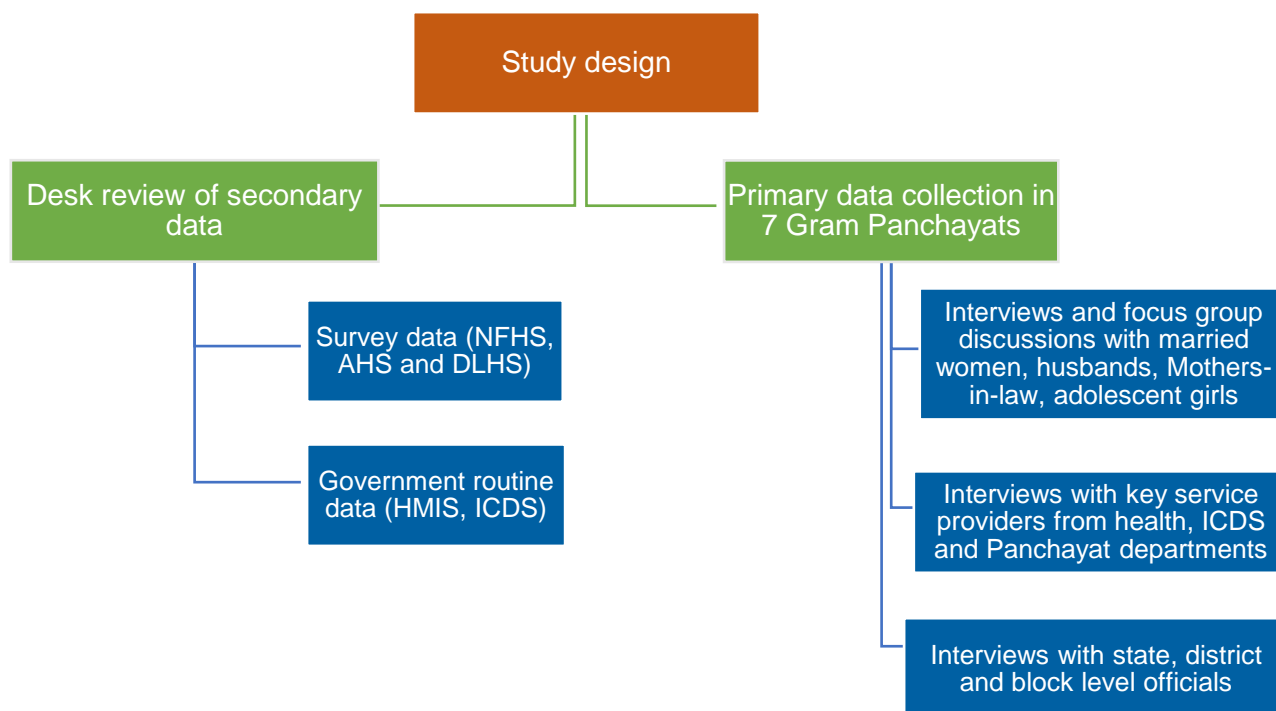 Study design
Desk review of secondary
data
Survey data (NFHS,
AHS and DLHS)
Government routine
data (HMIS, ICDS)
Primary data collection in
7 Gram Panchayats
Interviews and focus group
discussions with married
women, husbands, Mothers-
in-law, adolescent girls
Interviews with key service
providers from health, ICDS
and Panchayat departments
Interviews with state, district
and block level officials